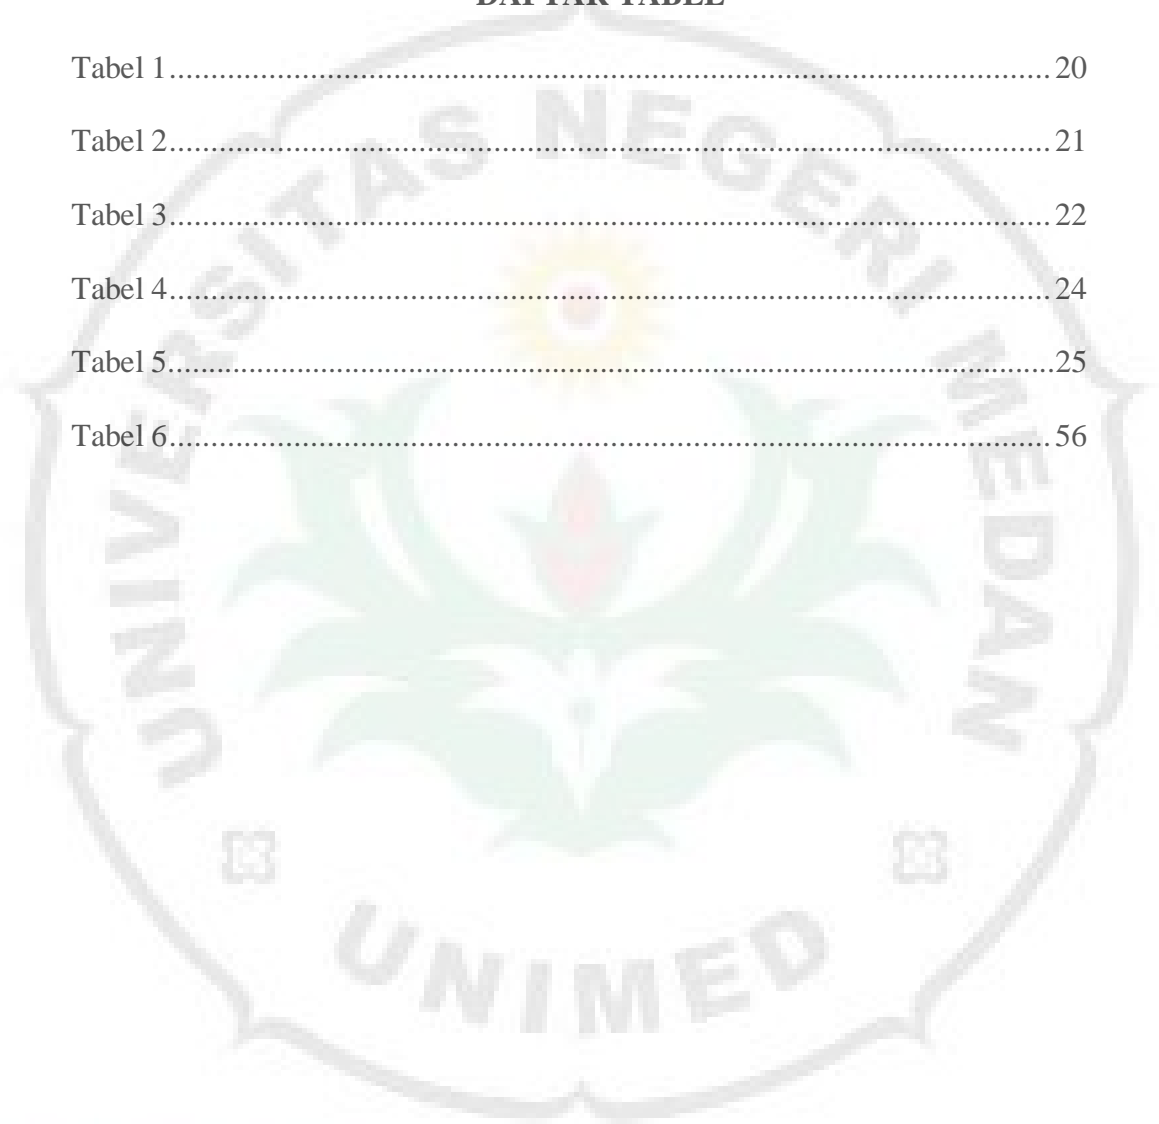 DAFTAR TABEL
Tabel 1.......................................................................................................... 20
Tabel 2.......................................................................................................... 21
Tabel 3.......................................................................................................... 22
Tabel 4.......................................................................................................... 24
Tabel 5..........................................................................................................25
Tabel 6.......................................................................................................... 56
UNIVERSITAS NEGERI MEDAN
UNIMED